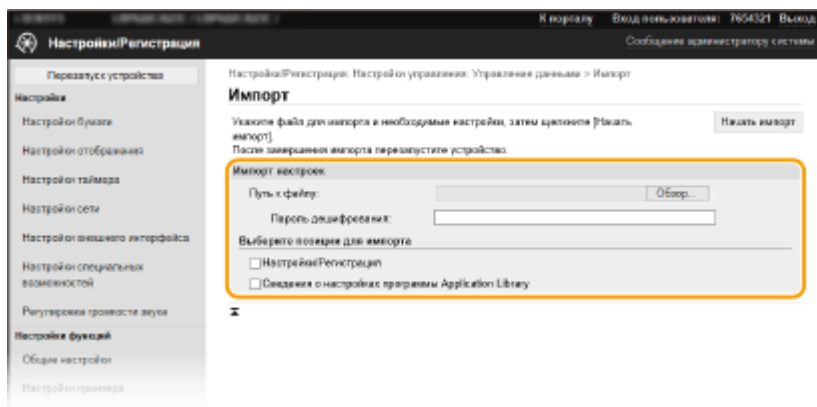 К порталу Вход пользователя: 7654321 Выход
Настройки/Регистрация
Сообщение администратору системы
Перезапуск устройства
Настройки
Настройки бумаги
Настройки отображения
Настройки таймера
Настройки сети
Настройки внешнего интерфейса
Настройки специальных
возможностей
Регулировка громкости звука
Настройки функций
Общие настройки
Настройки принтера
Настройки/Регистрация: Настройки управления: Управление данными > Импорт
Импорт
Укажите файл для импорта и необходимые настройки, затем щелкните [Начать
импорт].
После завершения импорта перезапустите устройство.
Начать импорт
Импорт настроек
Путь к файлу:
Обзор...
Пароль дешифрования:
Выберите позиции для импорта
Настройки/Регистрация
Сведения о настройках программы Application Library